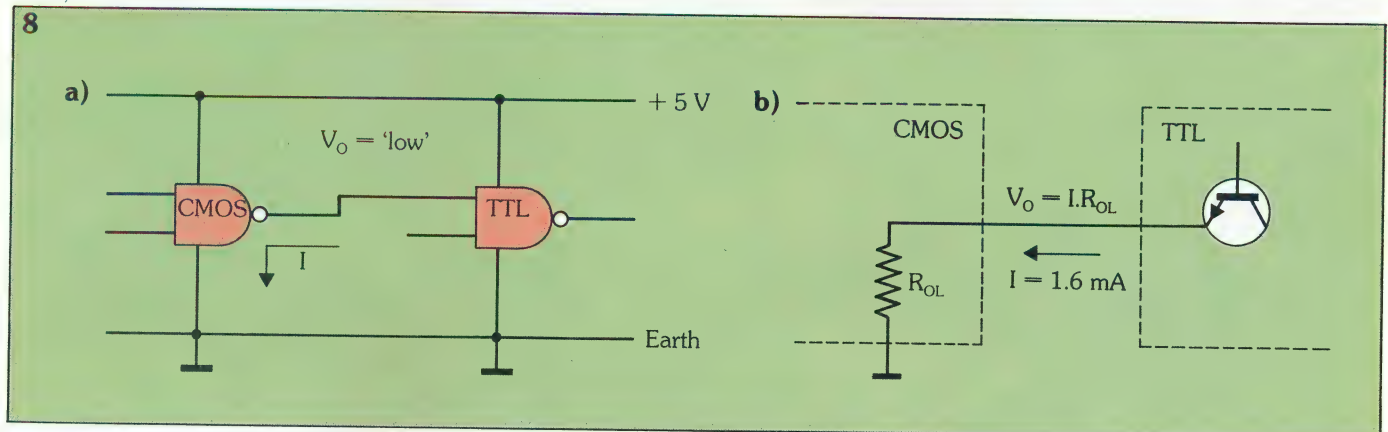 8
a)
+ 5 V
V_O = 'low'
CMOS
TTL
I
Earth
b)
CMOS
TTL
V_O = I.R_OL
I = 1.6 mA
R_OL